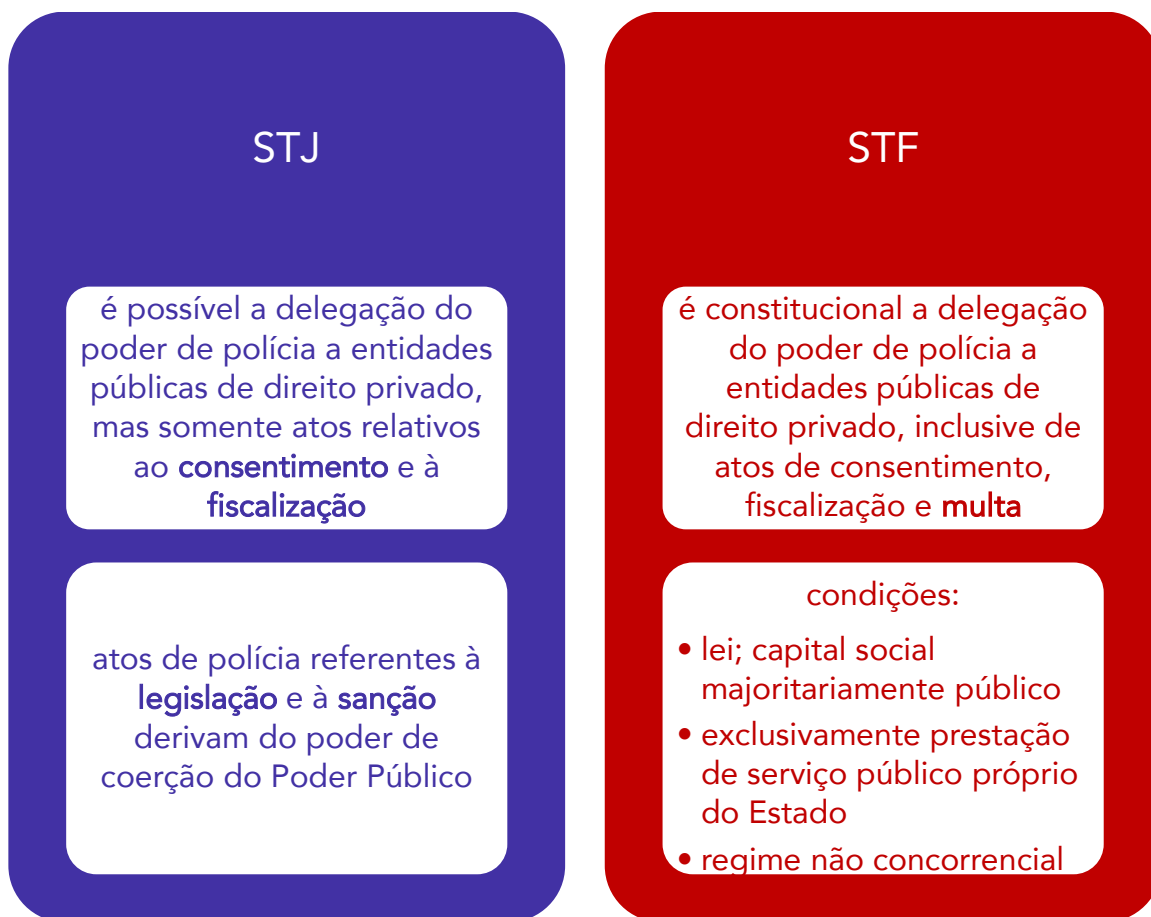 STJ
é possível a delegação do
poder de polícia a entidades
públicas de direito privado,
mas somente atos relativos
ao consentimento e à
fiscalização
atos de polícia referentes à
legislação e à sanção
derivam do poder de
coerção do Poder Público
STF
é constitucional a delegação
do poder de polícia a
entidades públicas de
direito privado, inclusive de
atos de consentimento,
fiscalização e multa
condições:
• lei; capital social
majoritariamente público
• exclusivamente prestação
de serviço público próprio
do Estado
• regime não concorrencial